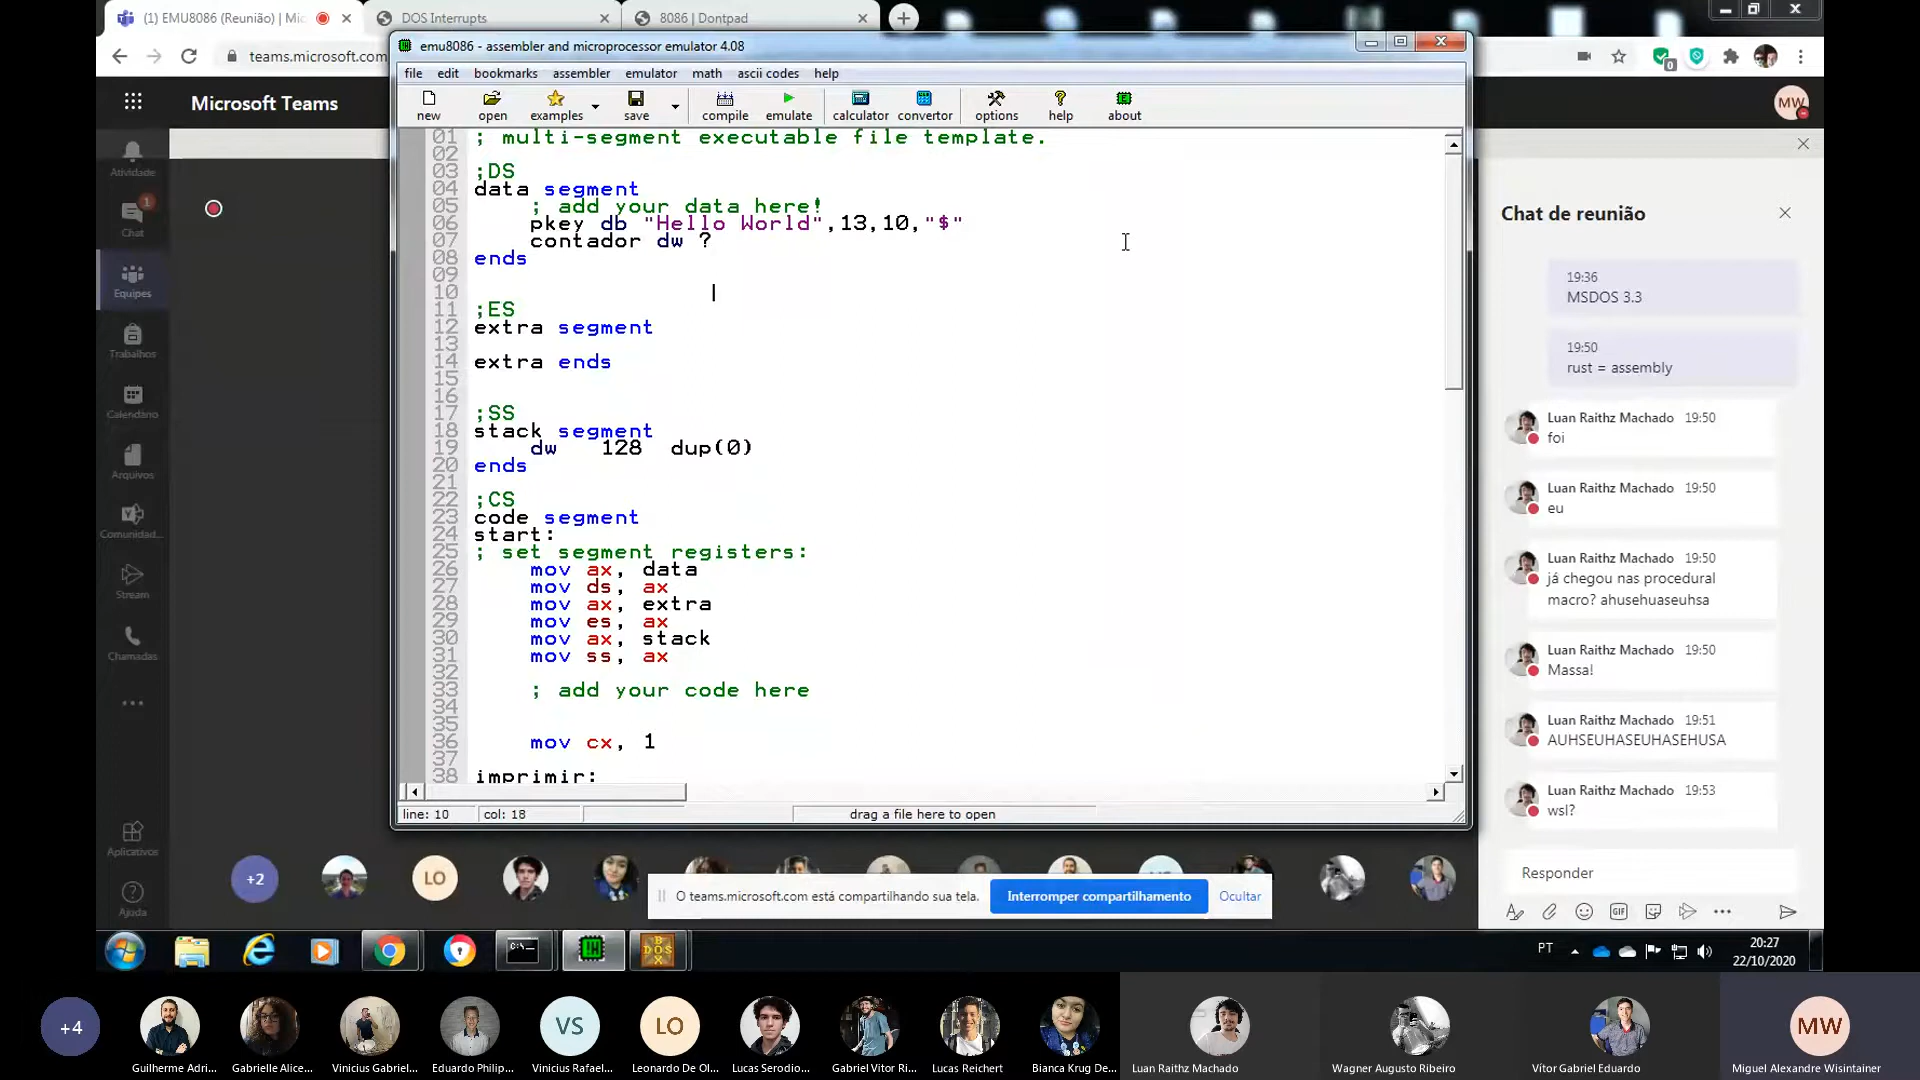 (1) EMU8086 (Reunião) | Mic
DOS Interrupts
8086 | Dontpad
teams.microsoft.com
Microsoft Teams
MW
emu8086 - assembler and microprocessor emulator 4.08
file edit bookmarks assembler emulator math ascii codes help
new open examples save compile emulate calculator convertor options help about
01 ; multi-segment executable file template.
02
03 ;DS
04 data segment
05 ; add your data here!
06 pkey db "Hello World",13,10,"$"
07 contador dw ?
08 ends
09
10
11 ;ES
12 extra segment
13
14 extra ends
15
16
17 ;SS
18 stack segment
19 dw 128 dup(0)
20 ends
21
22 ;CS
23 code segment
24 start:
25 ; set segment registers:
26 mov ax, data
27 mov ds, ax
28 mov ax, extra
29 mov es, ax
30 mov ax, stack
31 mov ss, ax
32
33 ; add your code here
34
35
36 mov cx, 1
37
38 imprimir:
line: 10 col: 18 drag a file here to open
Atividade
1
Chat
Equipes
Trabalhos
Calendário
Arquivos
Comunidad...
Stream
Chamadas
Aplicativos
Ajuda
Chat de reunião
19:36
MSDOS 3.3
19:50
rust = assembly
Luan Raithz Machado 19:50
foi
Luan Raithz Machado 19:50
eu
Luan Raithz Machado 19:50
já chegou nas procedural
macro? ahusehuaseuhsa
Luan Raithz Machado 19:50
Massa!
Luan Raithz Machado 19:51
AUHSEUHASEUHASEHUSA
Luan Raithz Machado 19:53
wsl?
Responder
GIF
+2
LO
O teams.microsoft.com está compartilhando sua tela. Interromper compartilhamento Ocultar
PT
20:27
22/10/2020
+4
VS
LO
MW
Guilherme Adri... Gabrielle Alice... Vinicius Gabriel... Eduardo Philip... Vinicius Rafael... Leonardo De Ol... Lucas Serodio... Gabriel Vitor Ri... Lucas Reichert Bianca Krug De... Luan Raithz Machado Wagner Augusto Ribeiro Vítor Gabriel Eduardo Miguel Alexandre Wisintainer